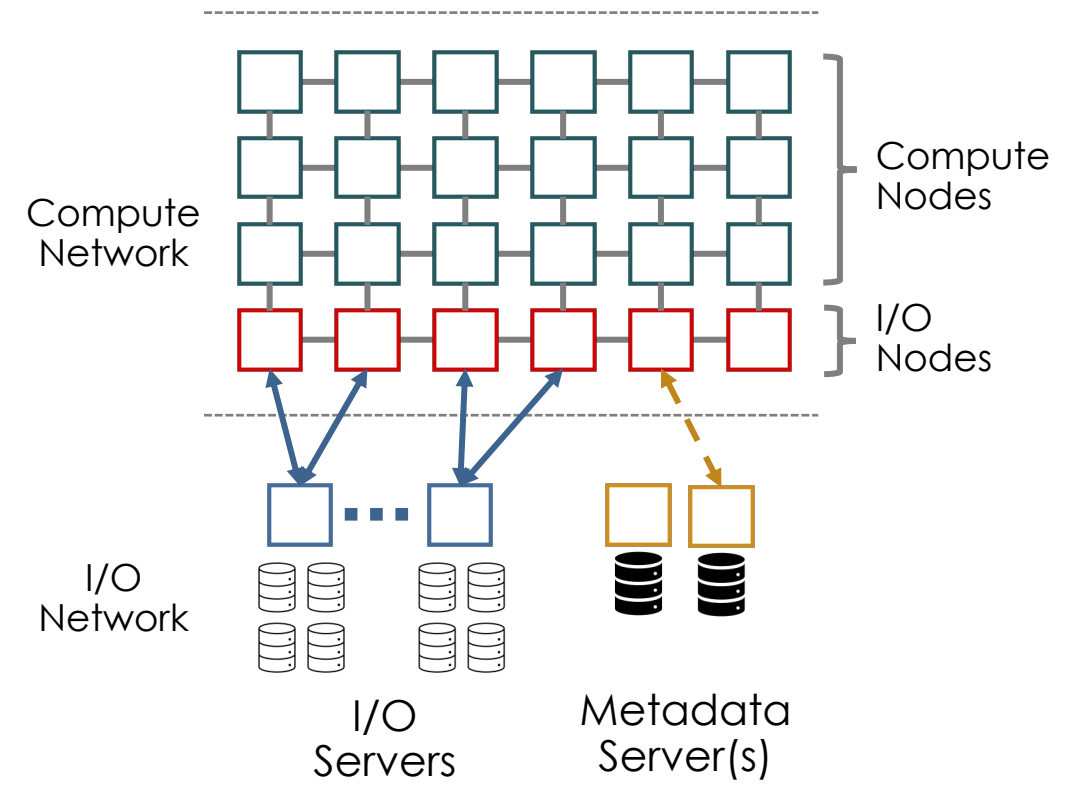 Compute
Network
Compute
Nodes
I/O
Nodes
I/O
Network
I/O
Servers
Metadata
Server(s)